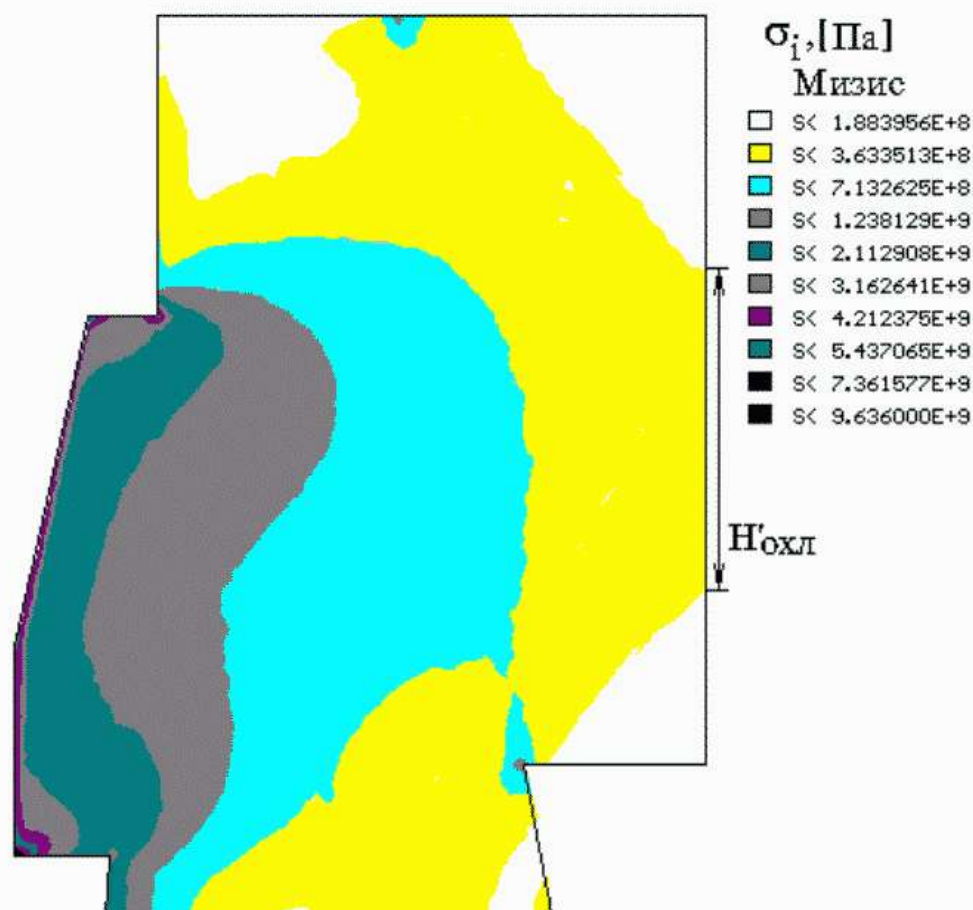 σi,[Па]
Мизис
S< 1.883956E+8
S< 3.633513E+8
S< 7.132625E+8
S< 1.238129E+9
S< 2.112908E+9
S< 3.162641E+9
S< 4.212375E+9
S< 5.437065E+9
S< 7.361577E+9
S< 9.636000E+9
H'охл